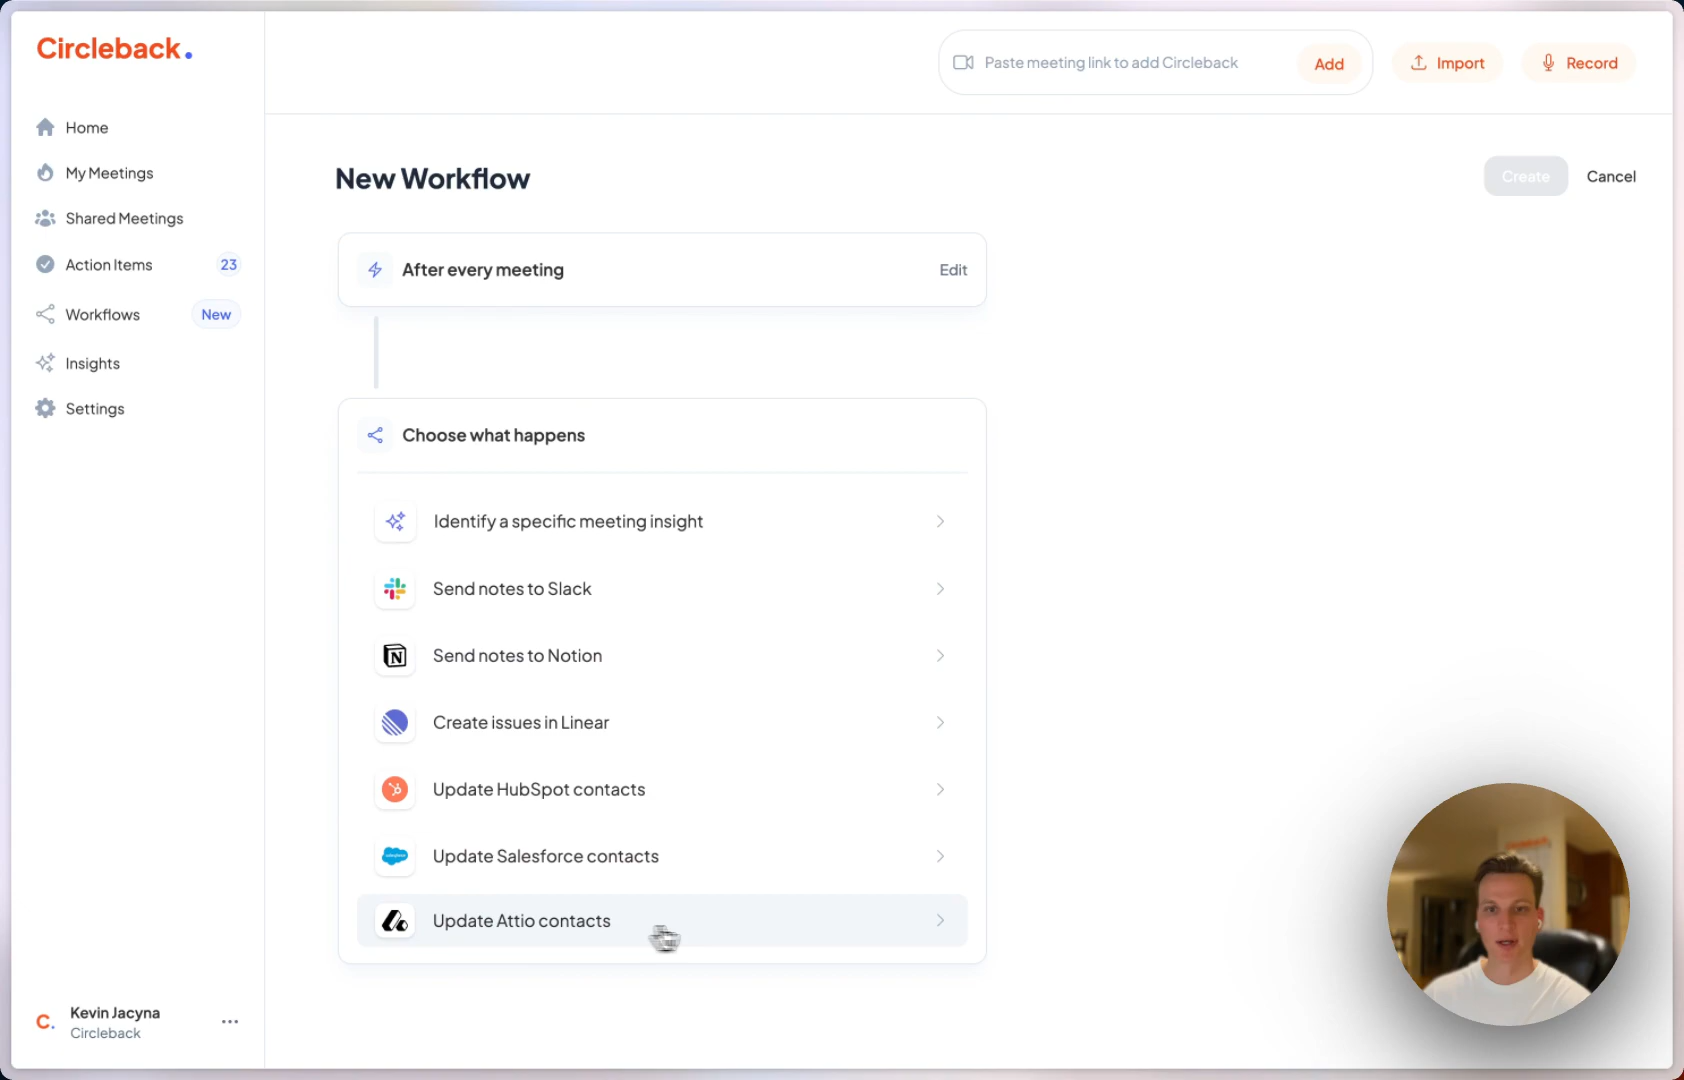 Circleback.
Paste meeting link to add Circleback
Add
Import
Record
Home
My Meetings
Shared Meetings
Action Items
23
Workflows
New
Insights
Settings
New Workflow
Create
Cancel
After every meeting
Edit
Choose what happens
Identify a specific meeting insight
Send notes to Slack
Send notes to Notion
Create issues in Linear
Update HubSpot contacts
Update Salesforce contacts
Update Attio contacts
C.
Kevin Jacyna
Circleback